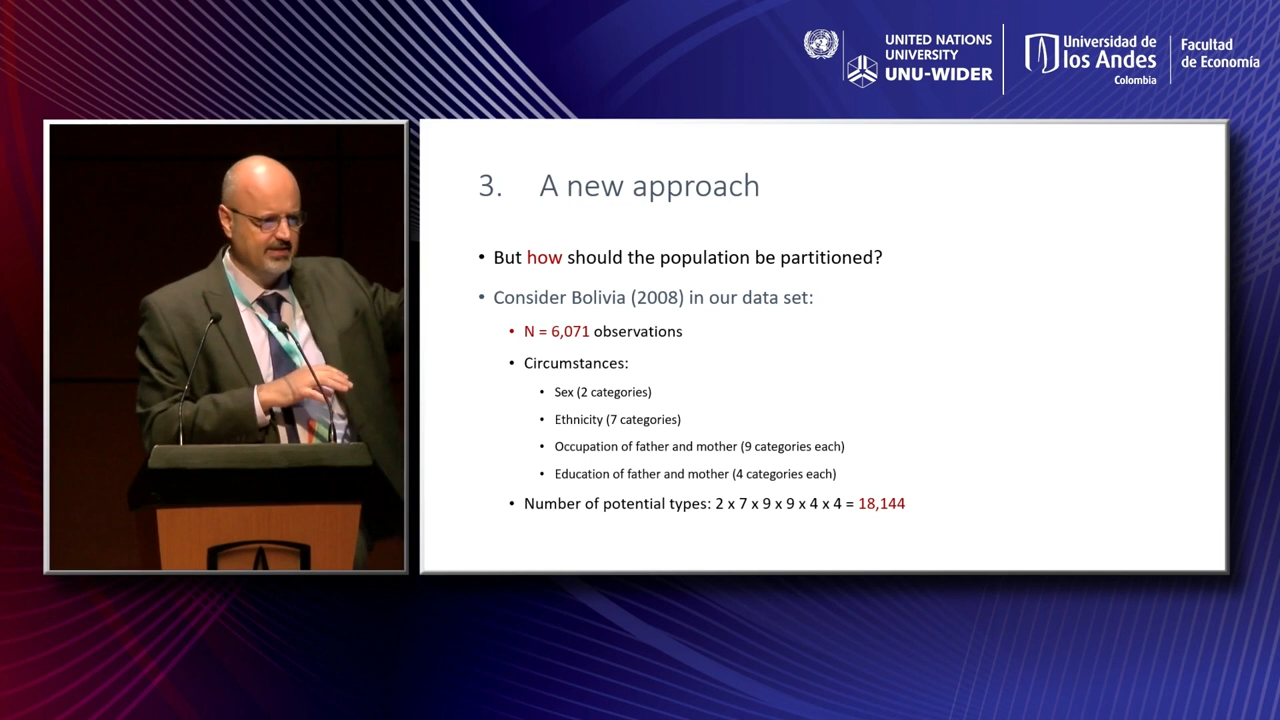 UNITED NATIONS
UNIVERSITY
UNU-WIDER
Universidad de
los Andes
Colombia
Facultad
de Economía
3. A new approach
• But how should the population be partitioned?
• Consider Bolivia (2008) in our data set:
• N = 6,071 observations
• Circumstances:
• Sex (2 categories)
• Ethnicity (7 categories)
• Occupation of father and mother (9 categories each)
• Education of father and mother (4 categories each)
• Number of potential types: 2 x 7 x 9 x 9 x 4 x 4 = 18,144